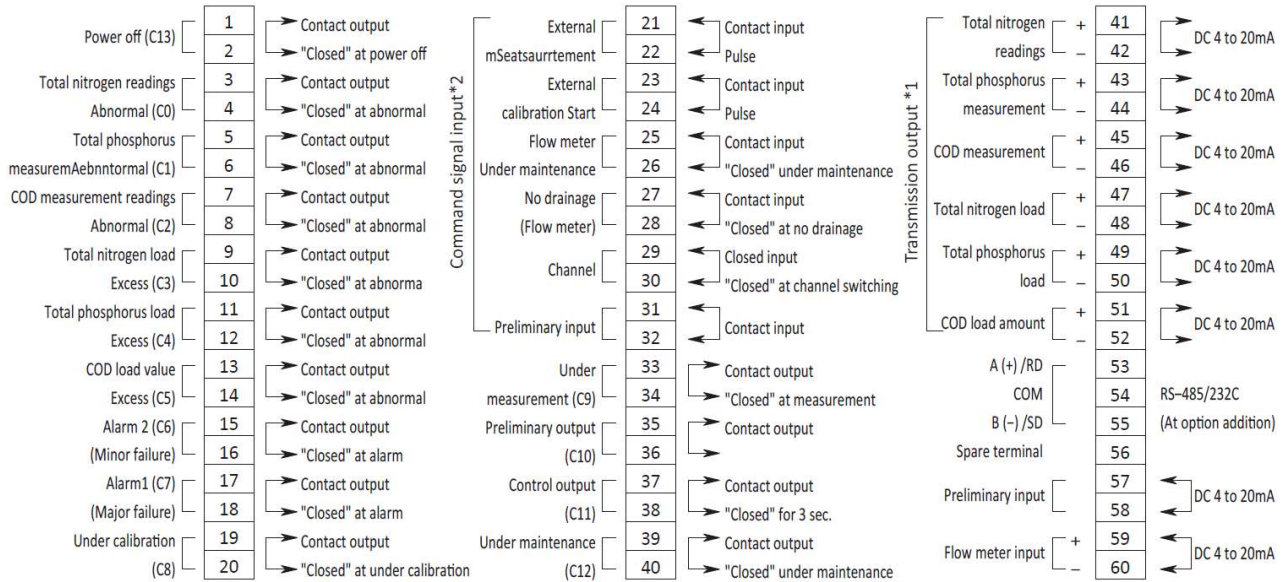 Power off (C13) 1 Contact output
2 "Closed" at power off
Total nitrogen readings 3 Contact output
Abnormal (C0) 4 "Closed" at abnormal
Total phosphorus 5 Contact output
measuremAebnntormal (C1) 6 "Closed" at abnormal
COD measurement readings 7 Contact output
Abnormal (C2) 8 "Closed" at abnormal
Total nitrogen load 9 Contact output
Excess (C3) 10 "Closed" at abnorma
Total phosphorus load 11 Contact output
Excess (C4) 12 "Closed" at abnormal
COD load value 13 Contact output
Excess (C5) 14 "Closed" at abnormal
Alarm 2 (C6) 15 Contact output
(Minor failure) 16 "Closed" at alarm
Alarm1 (C7) 17 Contact output
(Major failure) 18 "Closed" at alarm
Under calibration 19 Contact output
(C8) 20 "Closed" at under calibration
Command signal input*2
External 21 Contact input
mSeatsaurrtement 22 Pulse
External 23 Contact input
calibration Start 24 Pulse
Flow meter 25 Contact input
Under maintenance 26 "Closed" under maintenance
No drainage 27 Contact input
(Flow meter) 28 "Closed" at no drainage
Channel 29 Closed input
30 "Closed" at channel switching
Preliminary input 31 Contact input
32
Under 33 Contact output
measurement (C9) 34 "Closed" at measurement
Preliminary output 35 Contact output
(C10) 36
Control output 37 Contact output
(C11) 38 "Closed" for 3 sec.
Under maintenance 39 Contact output
(C12) 40 "Closed" under maintenance
Transmission output *1
Total nitrogen + 41 DC 4 to 20mA
readings − 42
Total phosphorus + 43 DC 4 to 20mA
measurement − 44
COD measurement + 45 DC 4 to 20mA
− 46
Total nitrogen load + 47 DC 4 to 20mA
− 48
Total phosphorus + 49 DC 4 to 20mA
load − 50
COD load amount + 51 DC 4 to 20mA
− 52
A (+) /RD 53
COM 54 RS−485/232C
B (−) /SD 55 (At option addition)
Spare terminal 56
Preliminary input 57 DC 4 to 20mA
58
Flow meter input + 59 DC 4 to 20mA
− 60